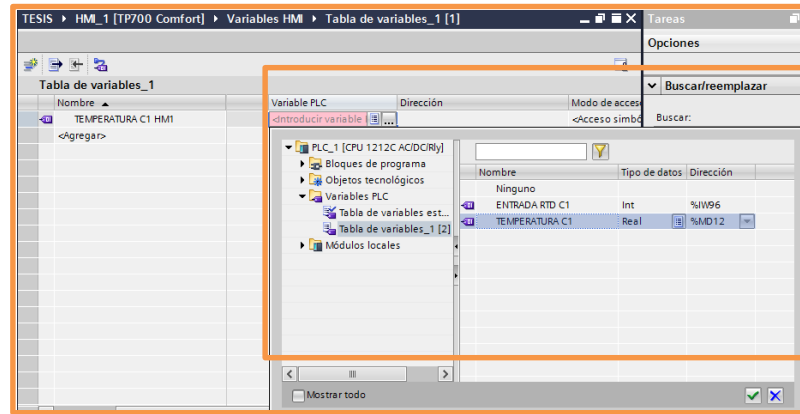 TESIS ▸ HMI_1 [TP700 Comfort] ▸ Variables HMI ▸ Tabla de variables_1 [1]
Tareas
Opciones
Tabla de variables_1
Buscar/reemplazar
Nombre Variable PLC Dirección Modo de acces
Buscar:
TEMPERATURA C1 HM1 <Introducir variable <Acceso simbó
<Agregar>
PLC_1 [CPU 1212C AC/DC/Rly]
Bloques de programa
Objetos tecnológicos
Variables PLC
Tabla de variables est...
Tabla de variables_1 [2]
Módulos locales
Nombre Tipo de datos Dirección
Ninguno
ENTRADA RTD C1 Int %IW96
TEMPERATURA C1 Real %MD12
Mostrar todo